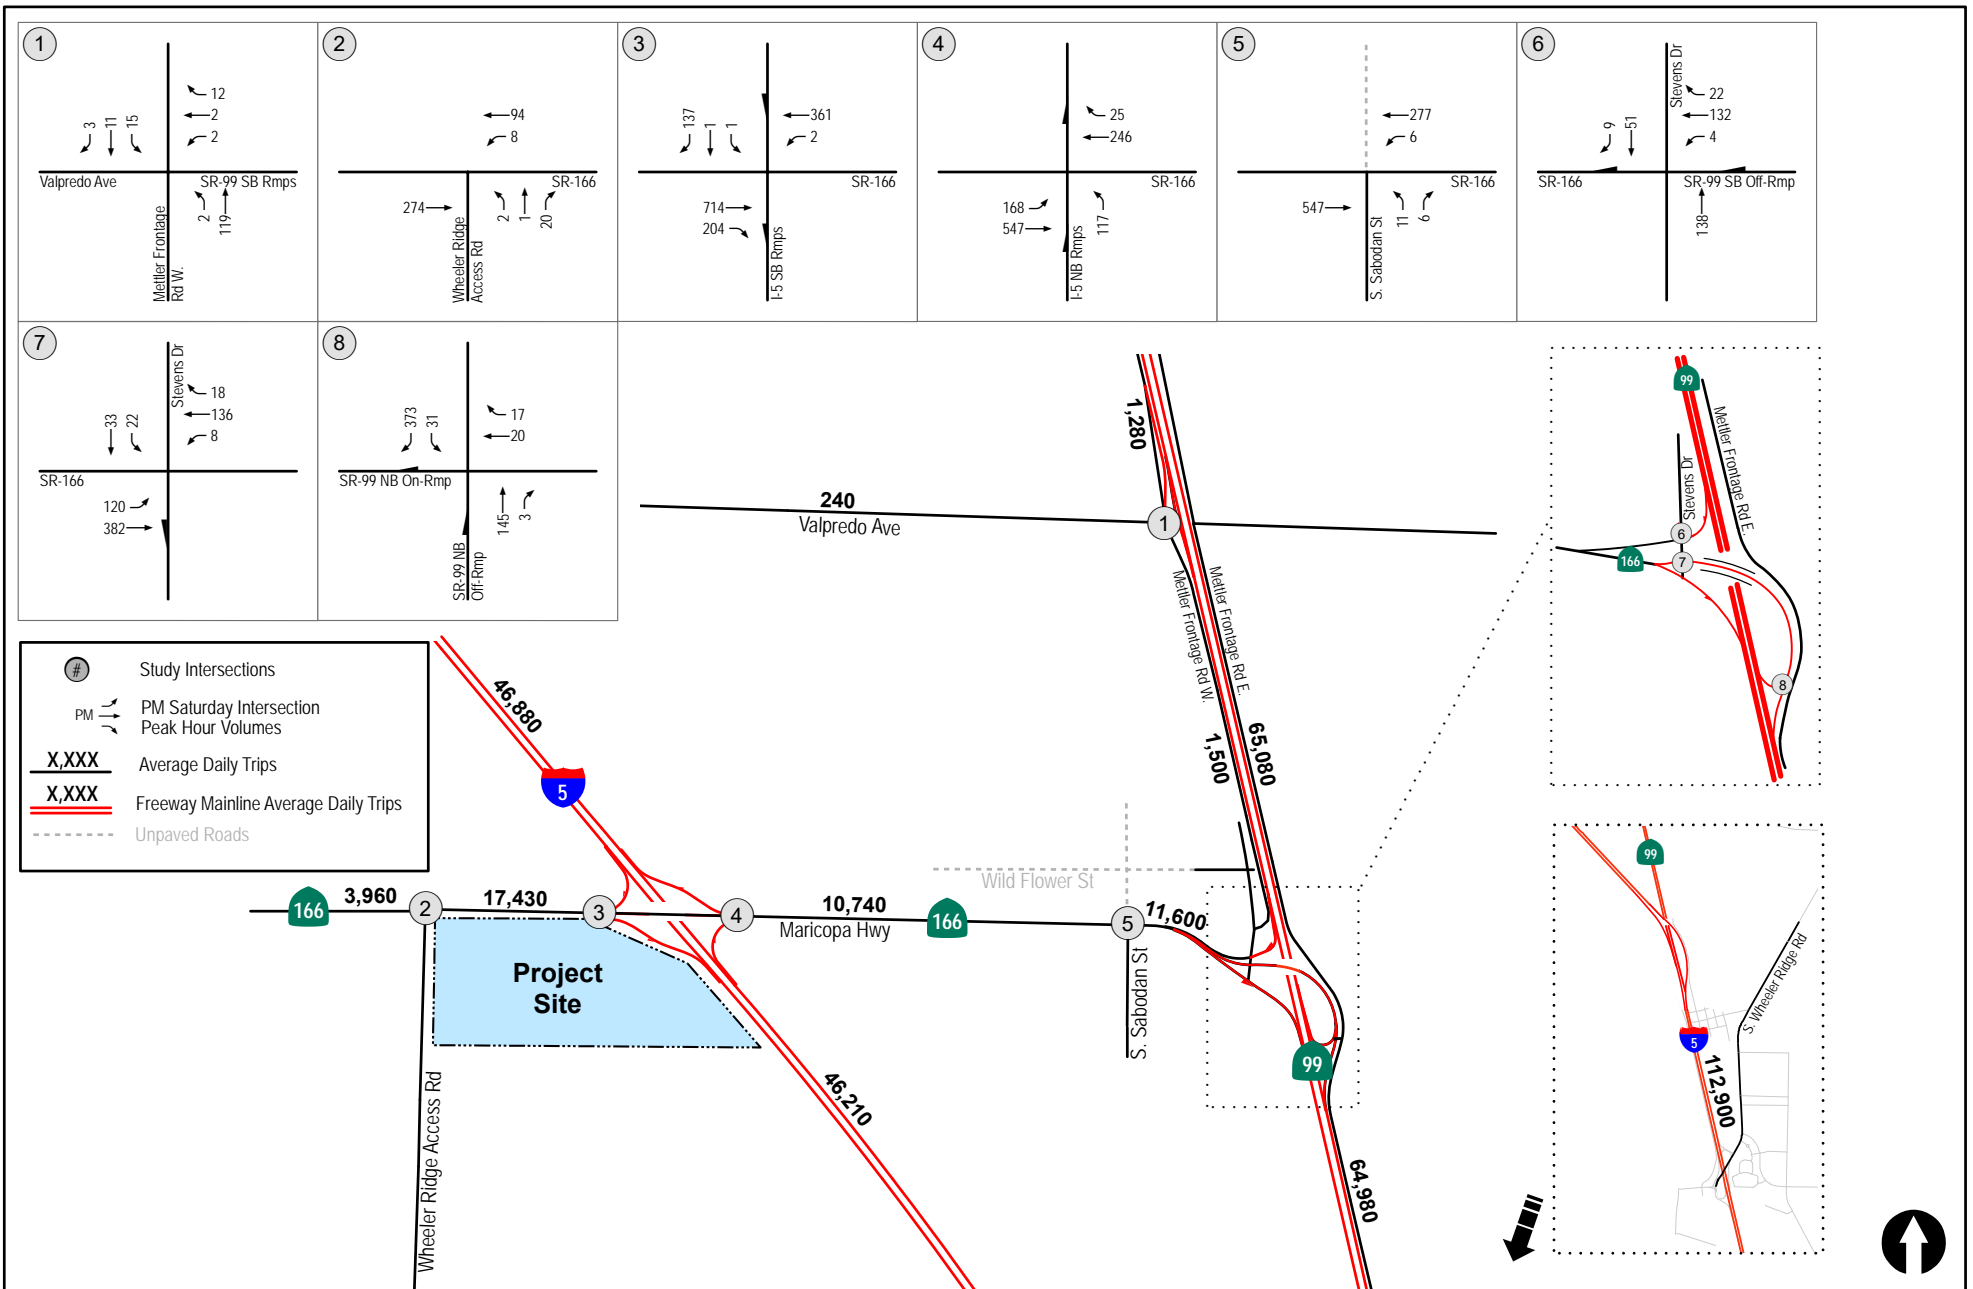 1
12
2
2
3
11
15
Valpredo Ave
SR-99 SB Rmps
2
119
Mettler Frontage
Rd W.
2
94
8
SR-166
274
2
1
20
Wheeler Ridge
Access Rd
3
137
1
1
361
2
SR-166
714
204
I-5 SB Rmps
4
25
246
SR-166
168
547
117
I-5 NB Rmps
5
277
6
SR-166
547
11
6
S. Sabodan St
6
Stevens Dr
22
132
4
9
51
SR-166
SR-99 SB Off-Rmp
138
7
Stevens Dr
18
136
8
33
22
SR-166
120
382
8
373
31
17
20
SR-99 NB On-Rmp
145
3
SR-99 NB
Off-Rmp
#
Study Intersections
PM
PM Saturday Intersection
Peak Hour Volumes
X,XXX
Average Daily Trips
X,XXX
Freeway Mainline Average Daily Trips
Unpaved Roads
1,280
240
Valpredo Ave
1
Mettler Frontage Rd W.
Mettler Frontage Rd E.
1,500
65,080
46,880
5
Wild Flower St
166
3,960
2
17,430
3
4
10,740
Maricopa Hwy
166
5
11,600
Project
Site
S. Sabodan St
99
46,210
Wheeler Ridge Access Rd
64,980
99
Mettler Frontage Rd E.
Stevens Dr
6
166
7
8
99
S. Wheeler Ridge Rd
5
112,900